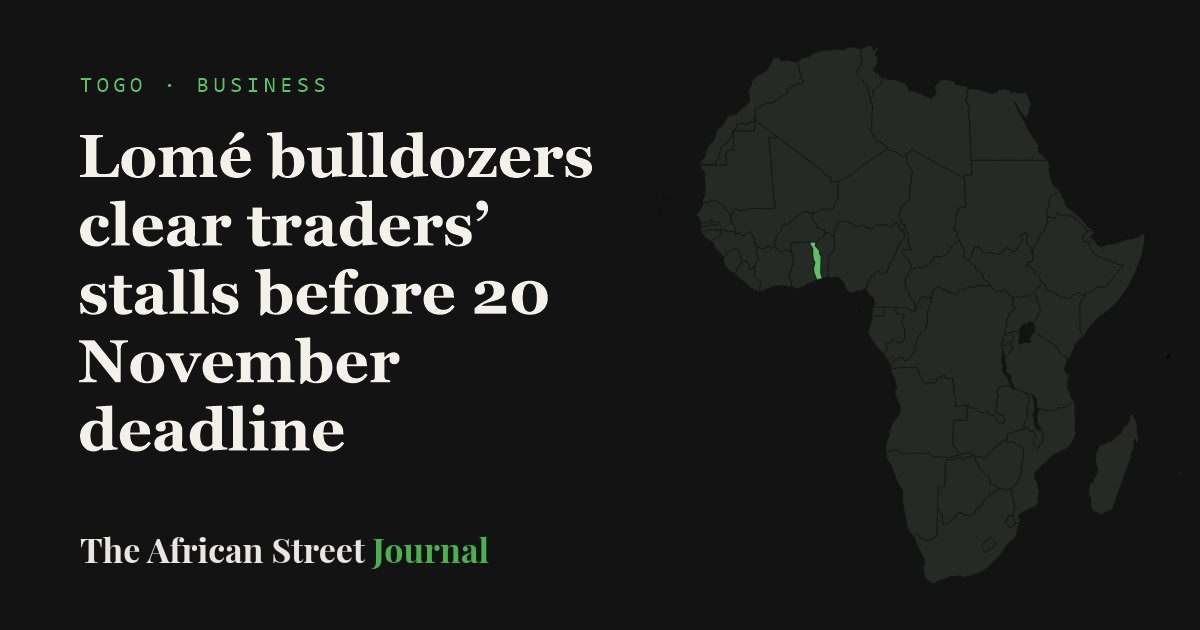 TOGO · BUSINESS
Lomé bulldozers
clear traders’
stalls before 20
November
deadline
The African Street Journal